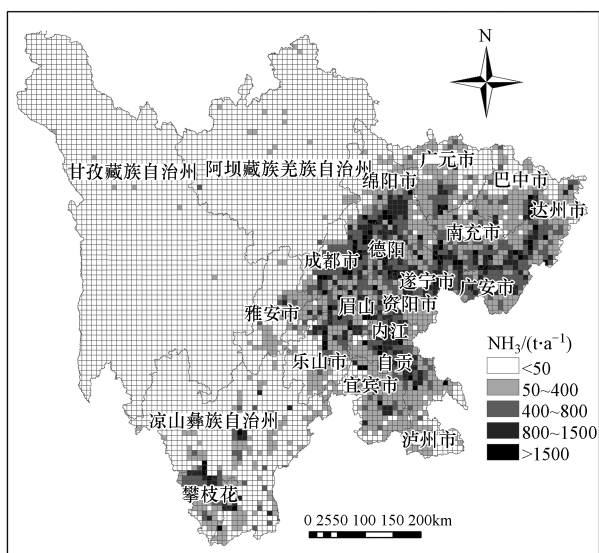 N
广元市
甘孜藏族自治州
阿坝藏族羌族自治州
绵阳市
巴中市
达州市
德阳
南充市
成都市
遂宁市
广安市
雅安市
眉山
资阳市
内江
乐山市
自贡
宜宾市
凉山彝族自治州
泸州市
攀枝花
NH₃/(t·a⁻¹)
<50
50~400
400~800
800~1500
>1500
0 2550 100 150 200km